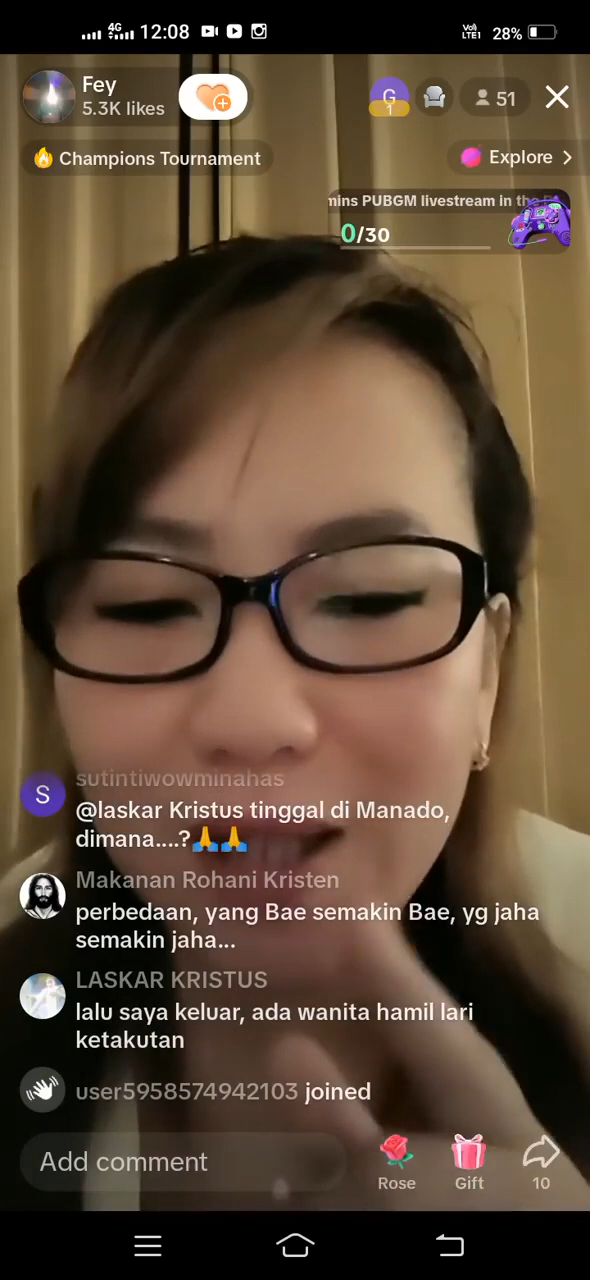 4G 12:08 VoI) LTE1 28%
Fey
5.3K likes
G
1
51
Champions Tournament
Explore
mins PUBGM livestream in the
0/30
sutintiwowminahas
S
@laskar Kristus tinggal di Manado,
dimana....?🙏🙏
Makanan Rohani Kristen
perbedaan, yang Bae semakin Bae, yg jaha
semakin jaha...
LASKAR KRISTUS
lalu saya keluar, ada wanita hamil lari
ketakutan
user5958574942103 joined
Add comment
Rose
Gift
10